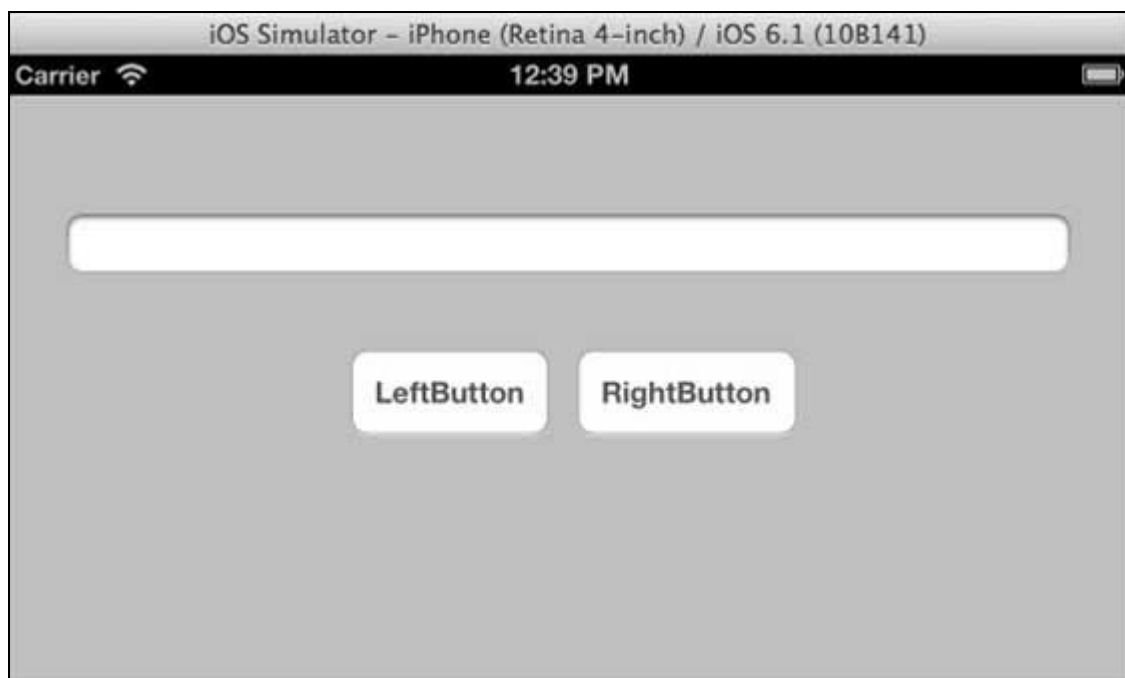 iOS Simulator – iPhone (Retina 4-inch) / iOS 6.1 (10B141)
Carrier 12:39 PM
LeftButton RightButton